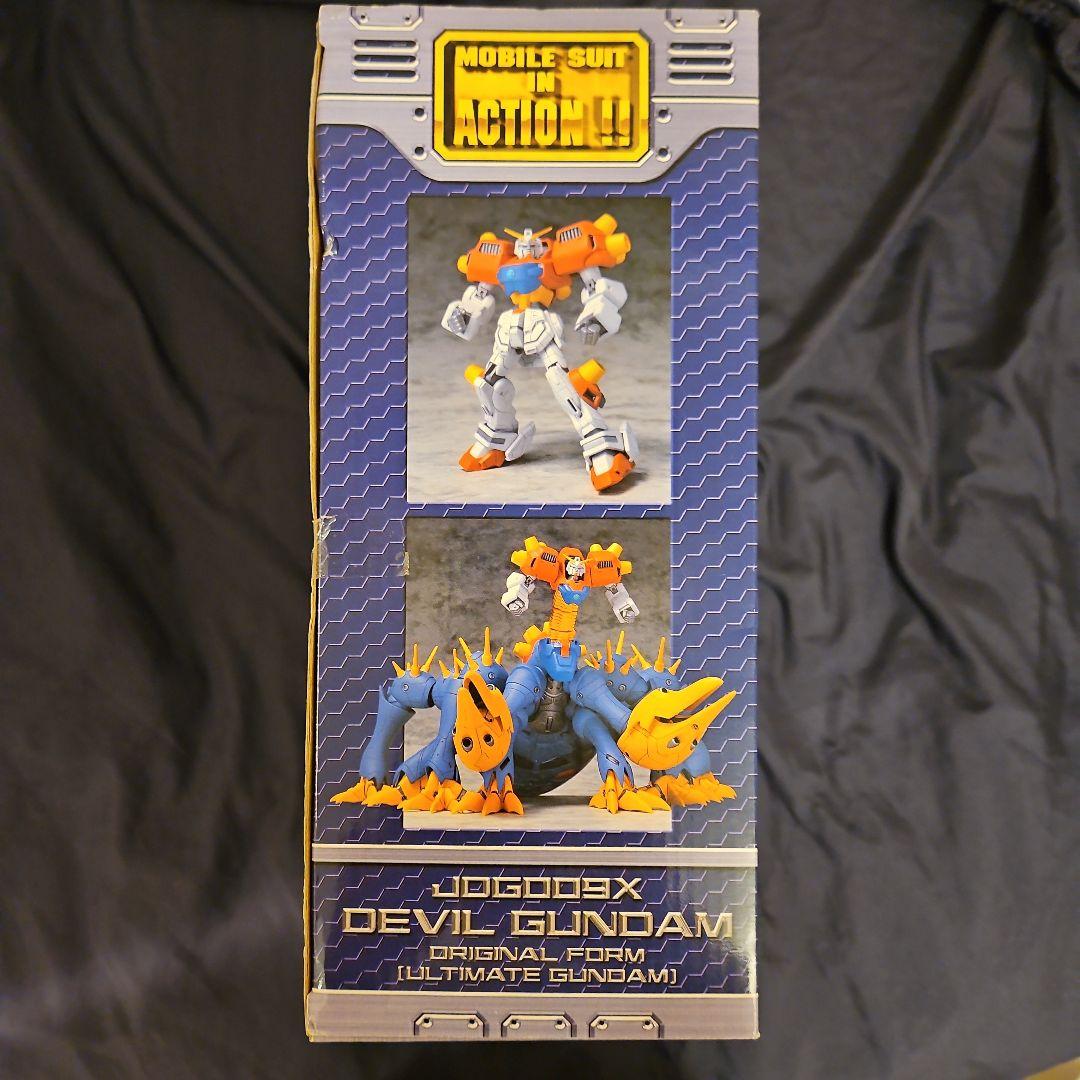 MOBILE SUIT
IN
ACTION !!
JDG009X
DEVIL GUNDAM
ORIGINAL FORM
[ULTIMATE GUNDAM]